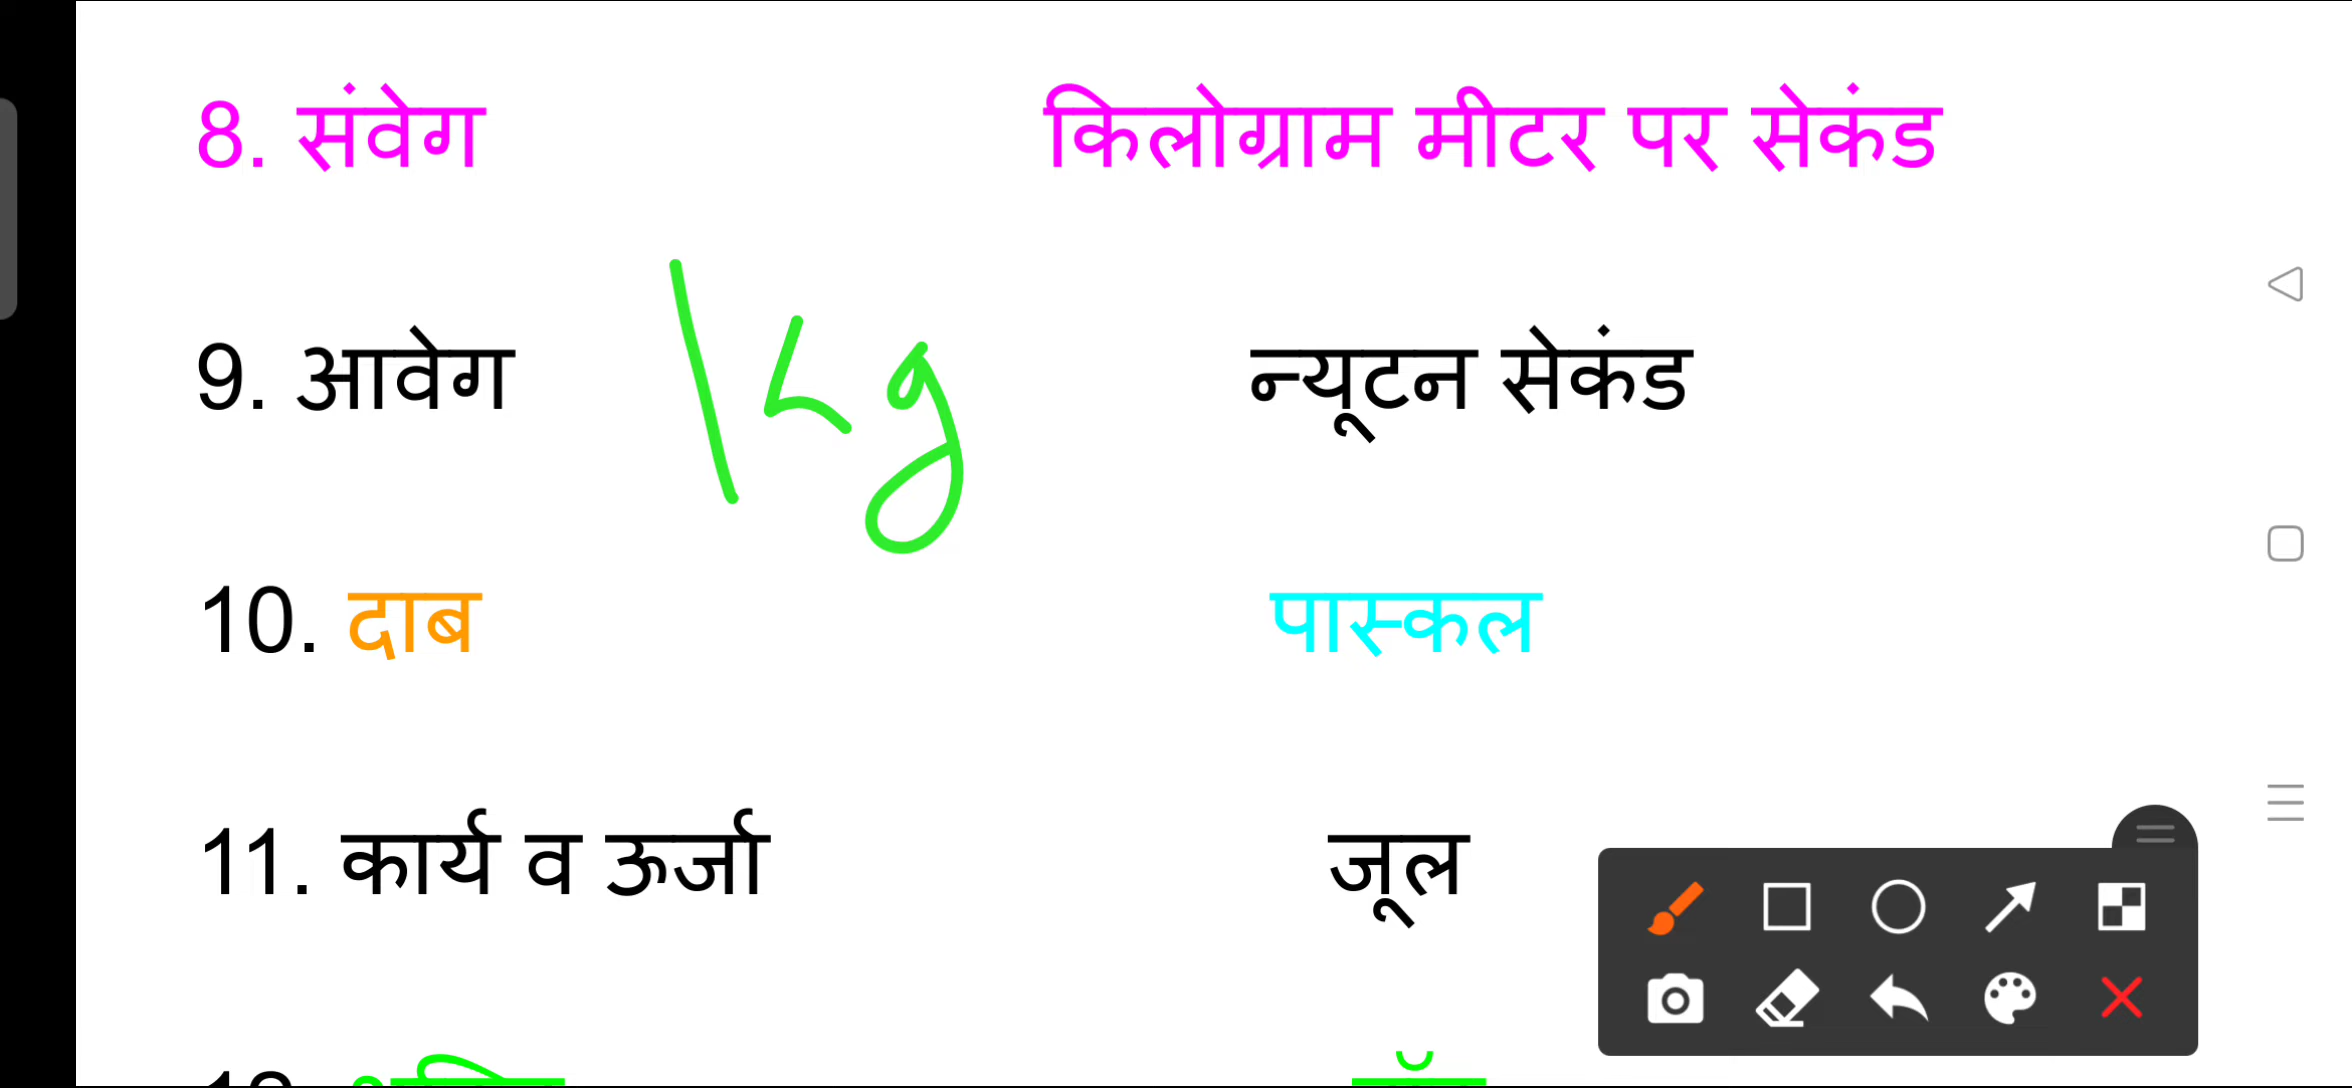 8. संवेग किलोग्राम मीटर पर सेकंड
9. आवेग kg न्यूटन सेकंड
10. दाब पास्कल
11. कार्य व ऊर्जा जूल